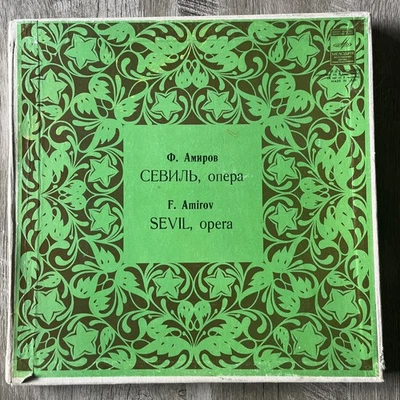 Ф. Амиров
СЕВИЛЬ, опера
F. Amirov
SEVIL, opera